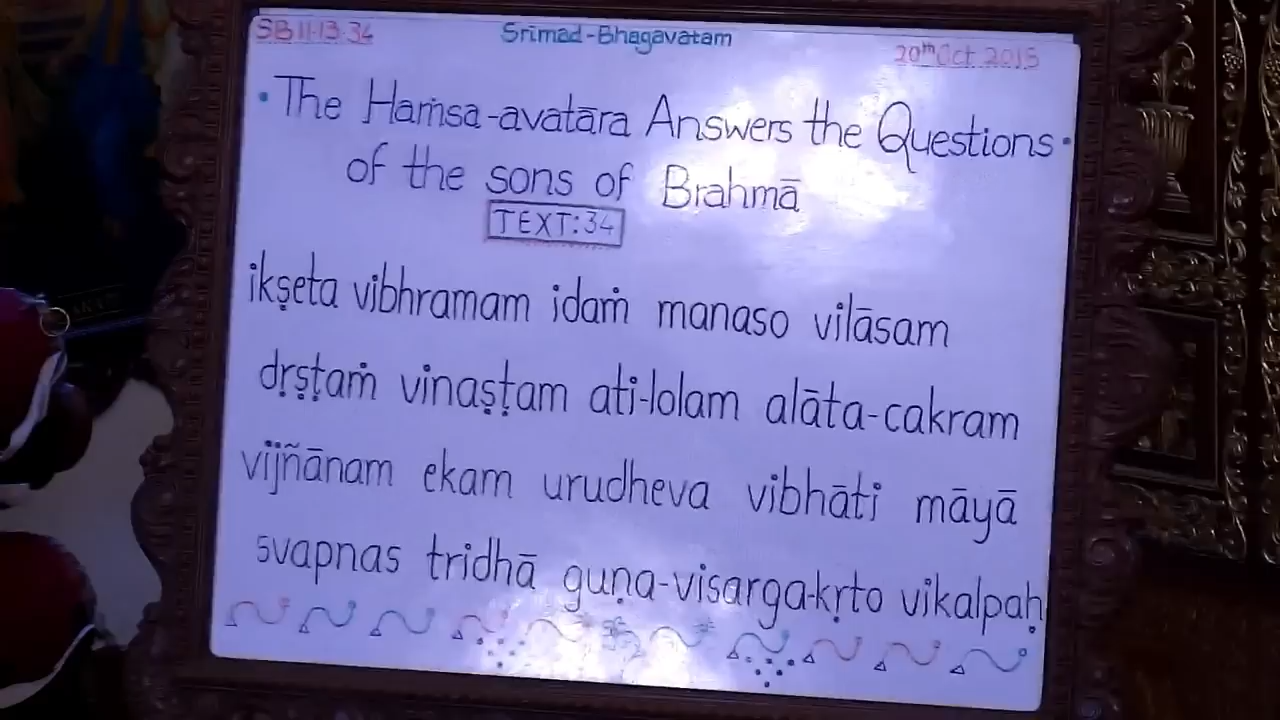 SB 11.13.34
Srimad-Bhagavatam
20th Oct 2015
• The Haṁsa-avatāra Answers the Questions •
of the sons of Brahmā
TEXT:34
ikṣeta vibhramam idaṁ manaso vilāsam
dṛṣṭaṁ vinaṣṭam ati-lolam alāta-cakram
vijñānam ekam urudheva vibhāti māyā
svapnas tridhā guṇa-visarga-kṛto vikalpaḥ